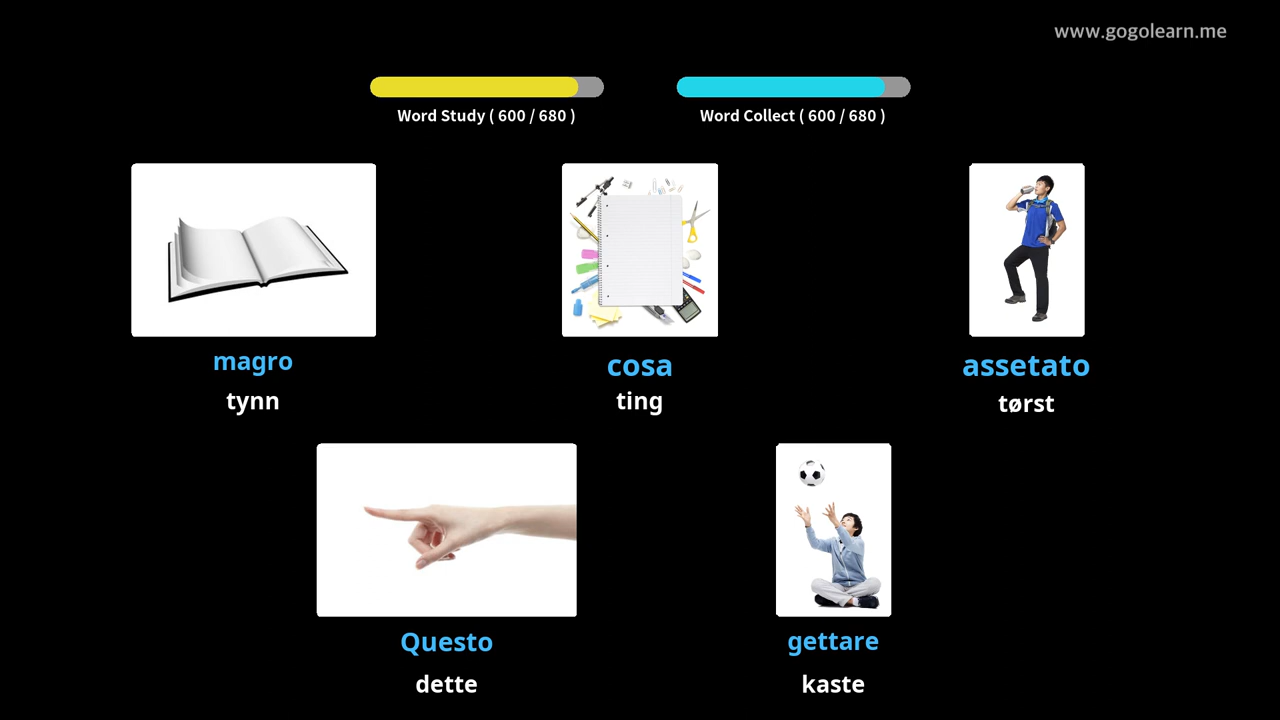 www.gogolearn.me
Word Study ( 600 / 680 )
Word Collect ( 600 / 680 )
magro
tynn
cosa
ting
assetato
tørst
Questo
dette
gettare
kaste